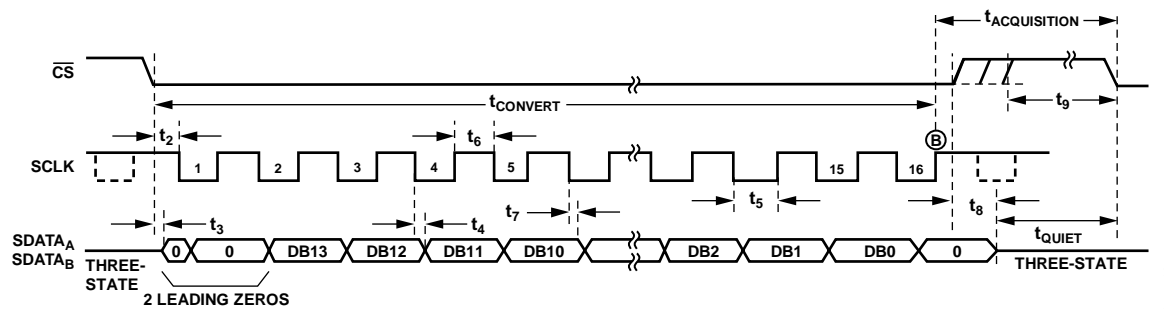 tACQUISITION
CS
tCONVERT
t9
t2
t6
B
SCLK
1
2
3
4
5
15
16
t3
t4
t7
t5
t8
tQUIET
SDATAA
SDATAB
0
0
DB13
DB12
DB11
DB10
DB2
DB1
DB0
0
THREE-
STATE
THREE-STATE
2 LEADING ZEROS